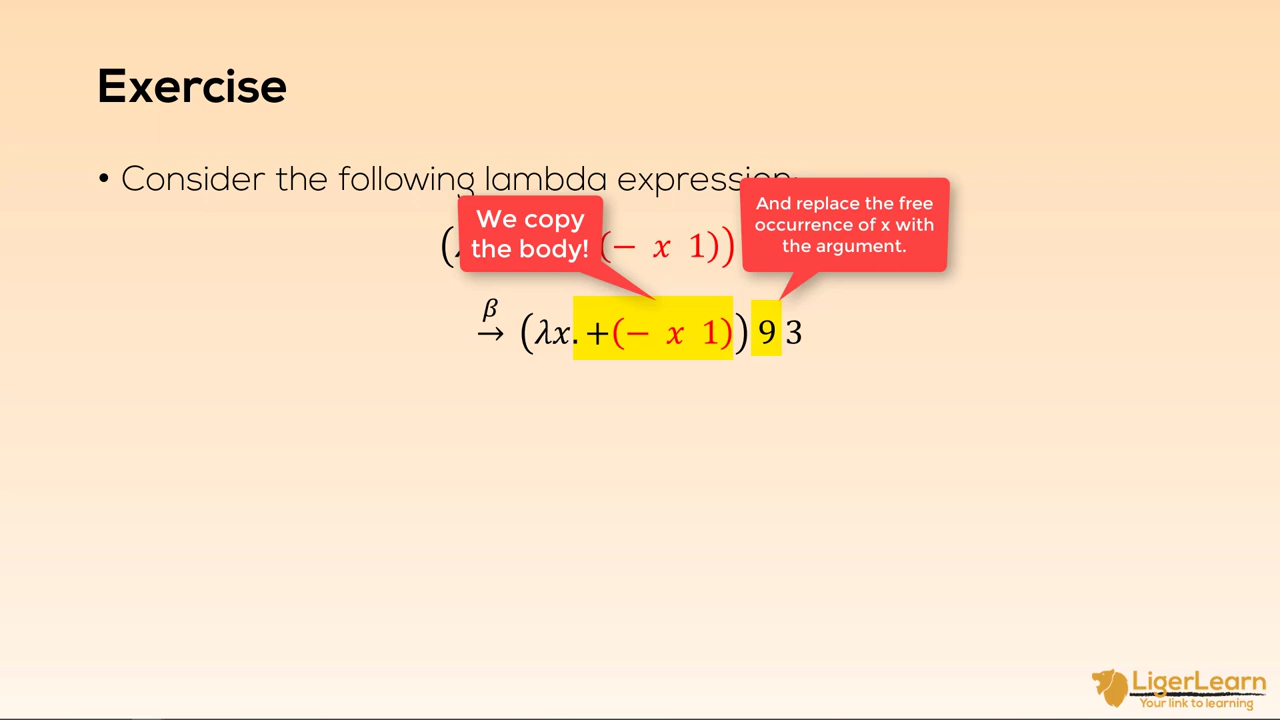 Exercise
• Consider the following lambda expression:
We copy
the body!
And replace the free
occurrence of x with
the argument.
( (− x 1))
β
→ (λx. +(− x 1)) 9 3
LigerLearn
Your link to learning